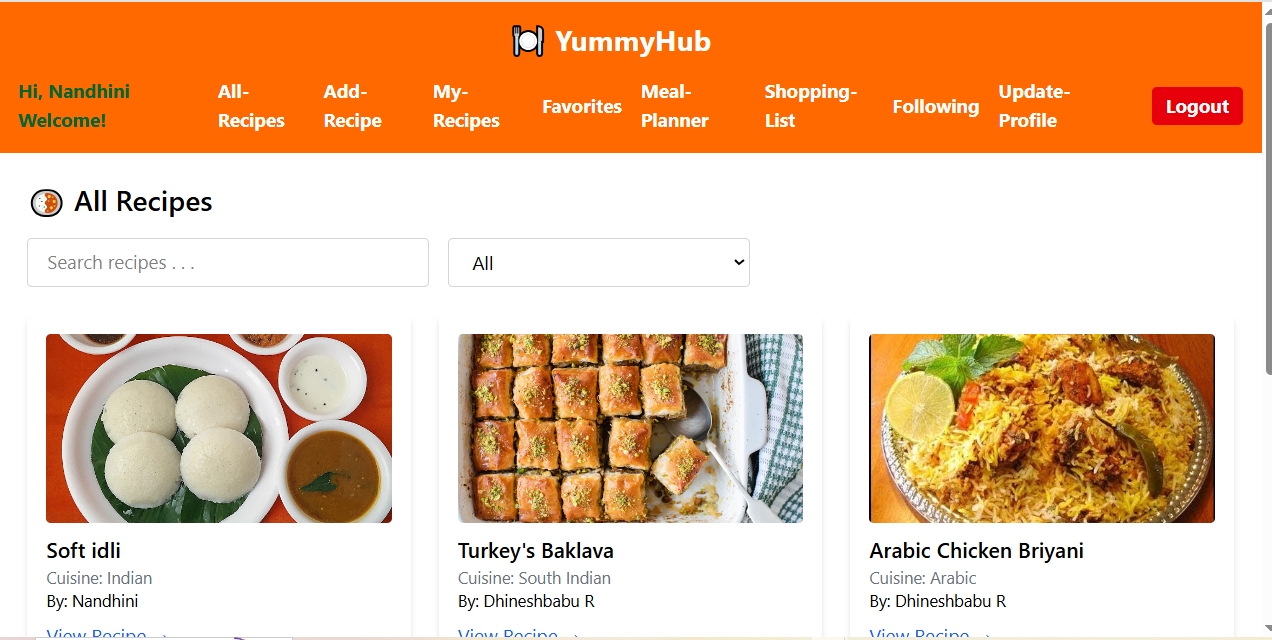 YummyHub
Hi, Nandhini
Welcome!
All-
Recipes
Add-
Recipe
My-
Recipes
Favorites
Meal-
Planner
Shopping-
List
Following
Update-
Profile
Logout
All Recipes
Search recipes . . .
All
Soft idli
Cuisine: Indian
By: Nandhini
View Recipe →
Turkey's Baklava
Cuisine: South Indian
By: Dhineshbabu R
View Recipe →
Arabic Chicken Briyani
Cuisine: Arabic
By: Dhineshbabu R
View Recipe →